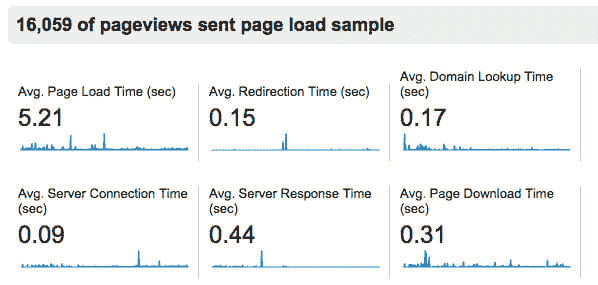 16,059 of pageviews sent page load sample
Avg. Page Load Time (sec)
5.21
Avg. Redirection Time (sec)
0.15
Avg. Domain Lookup Time
(sec)
0.17
Avg. Server Connection Time
(sec)
0.09
Avg. Server Response Time
(sec)
0.44
Avg. Page Download Time
(sec)
0.31